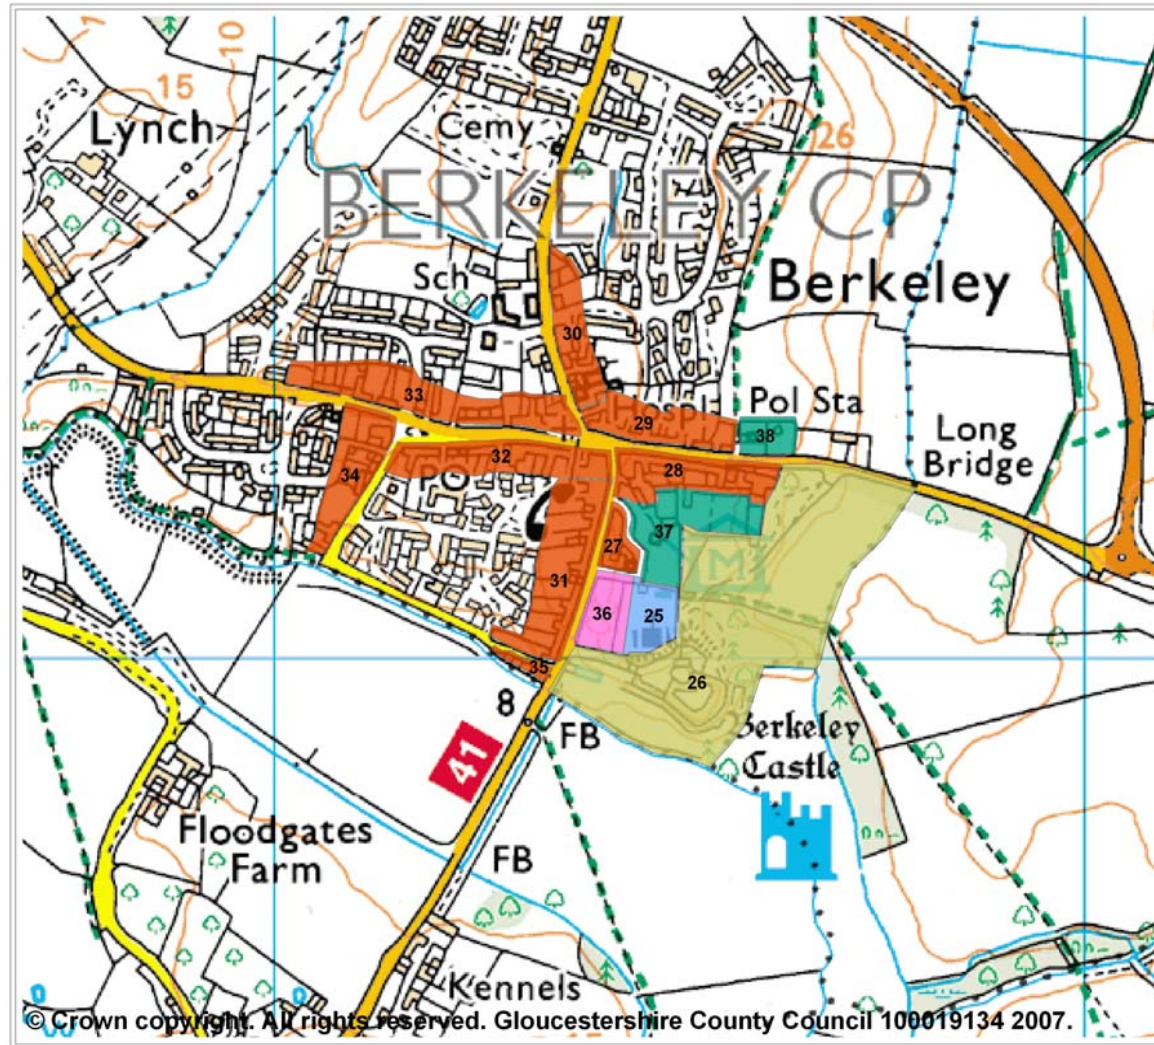 10
15
Lynch
Cemy
26
BERKELEY CP
Sch
Berkeley
30
33
29
Pol Sta
38
Long
Bridge
32
28
34
PO
37
27
M
31
36
25
35
26
8
FB
Berkeley
Castle
41
Floodgates
Farm
FB
Kennels
© Crown copyright. All rights reserved. Gloucestershire County Council 100019134 2007.